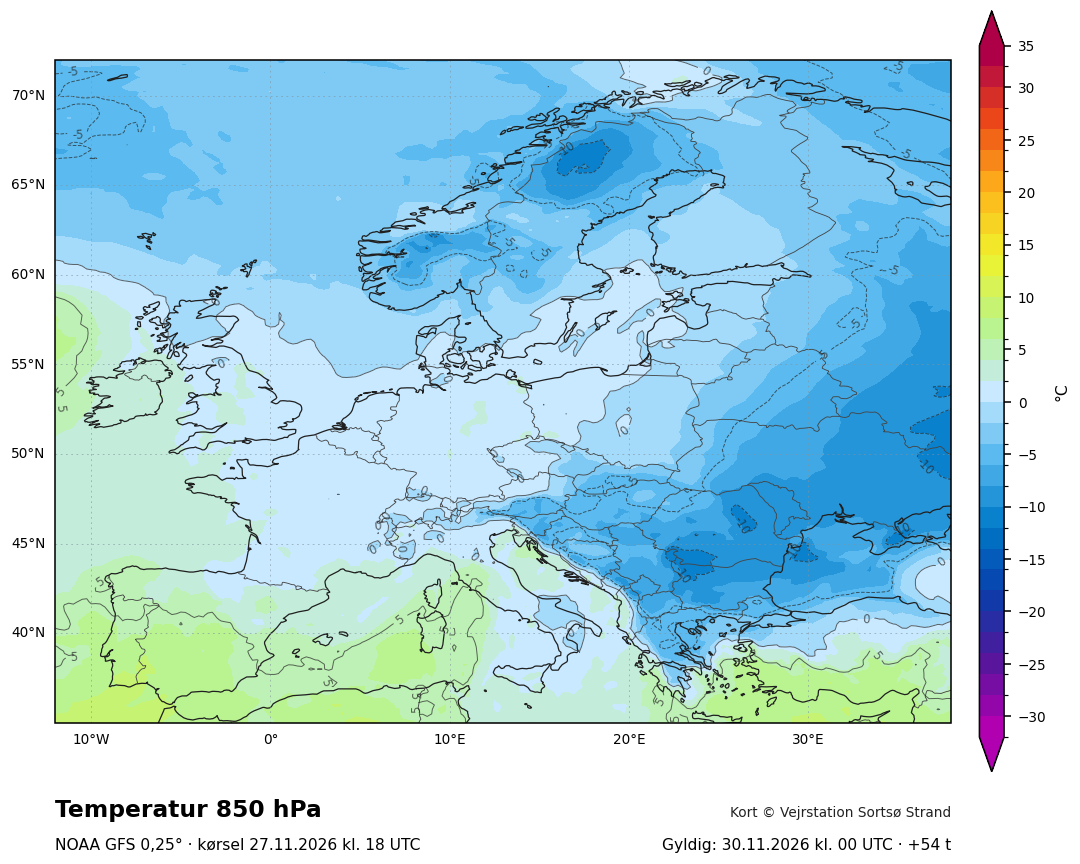 70°N
65°N
60°N
55°N
50°N
45°N
40°N
10°W 0° 10°E 20°E 30°E
35
30
25
20
15
10
5
0
−5
−10
−15
−20
−25
−30
°C
Temperatur 850 hPa
Kort © Vejrstation Sortsø Strand
NOAA GFS 0,25° · kørsel 27.11.2026 kl. 18 UTC
Gyldig: 30.11.2026 kl. 00 UTC · +54 t